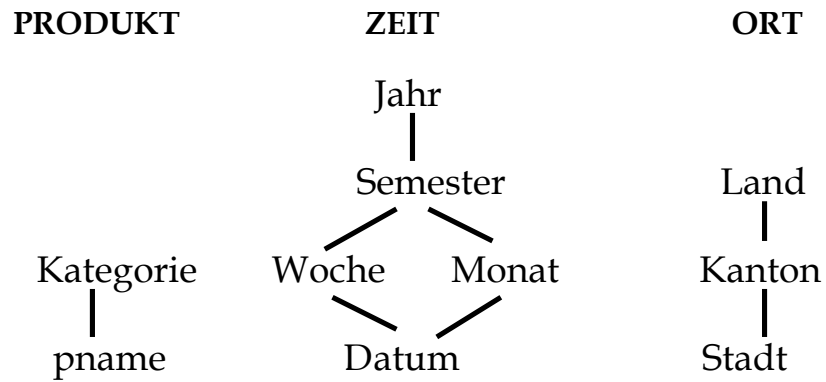 PRODUKT ZEIT ORT
Jahr
Semester Land
Kategorie Woche Monat Kanton
pname Datum Stadt